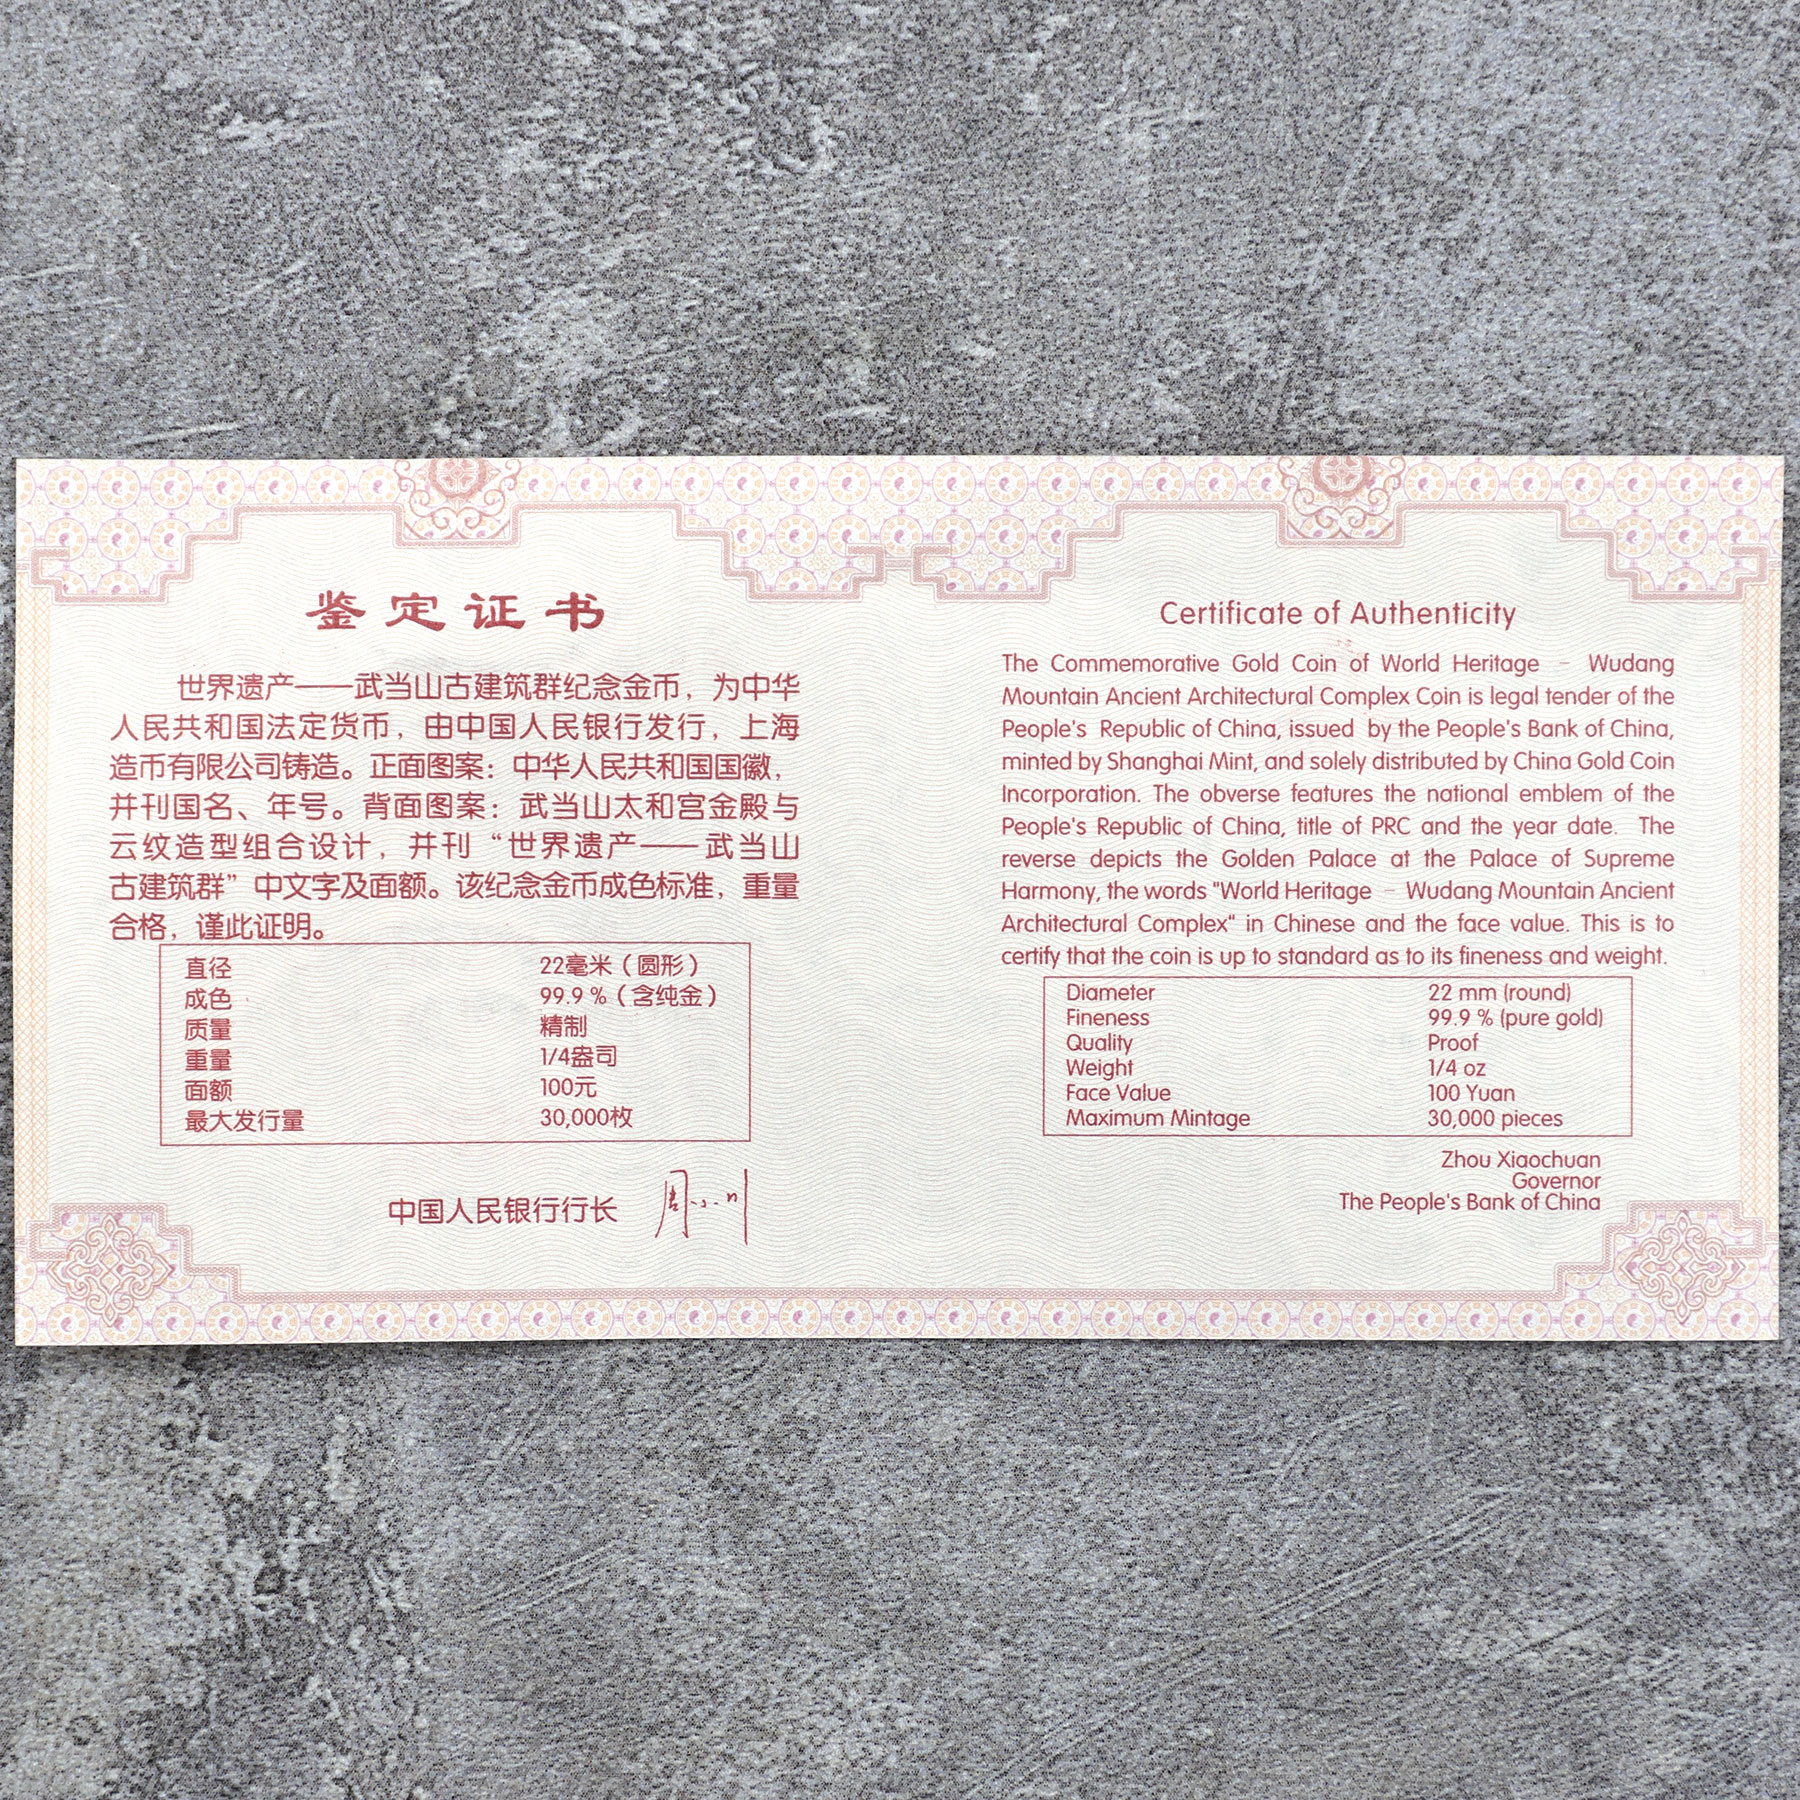 鉴定证书
世界遗产——武当山古建筑群纪念金币，为中华
人民共和国法定货币，由中国人民银行发行，上海
造币有限公司铸造。正面图案：中华人民共和国国徽，
并刊国名、年号。背面图案：武当山太和宫金殿与
云纹造型组合设计，并刊“世界遗产——武当山
古建筑群”中文字及面额。该纪念金币成色标准，重量
合格，谨此证明。
直径 22毫米（圆形）
成色 99.9％（含纯金）
质量 精制
重量 1/4盎司
面额 100元
最大发行量 30,000枚
中国人民银行行长 周小川
Certificate of Authenticity
The Commemorative Gold Coin of World Heritage – Wudang
Mountain Ancient Architectural Complex Coin is legal tender of the
People's Republic of China, issued by the People's Bank of China,
minted by Shanghai Mint, and solely distributed by China Gold Coin
Incorporation. The obverse features the national emblem of the
People's Republic of China, title of PRC and the year date. The
reverse depicts the Golden Palace at the Palace of Supreme
Harmony, the words "World Heritage – Wudang Mountain Ancient
Architectural Complex" in Chinese and the face value. This is to
certify that the coin is up to standard as to its fineness and weight.
Diameter 22 mm (round)
Fineness 99.9 % (pure gold)
Quality Proof
Weight 1/4 oz
Face Value 100 Yuan
Maximum Mintage 30,000 pieces
Zhou Xiaochuan
Governor
The People's Bank of China